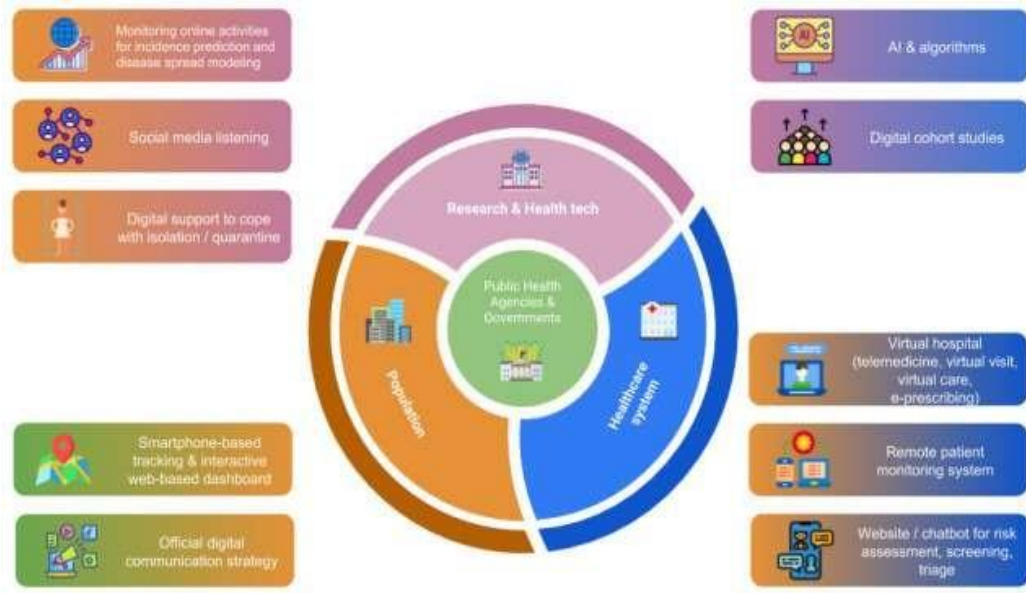 Monitoring online activities
for incidence prediction and
disease spread modeling
Social media listening
Digital support to cope
with isolation / quarantine
Smartphone-based
tracking & interactive
web-based dashboard
Official digital
communication strategy
Research & Health tech
Public Health
Agencies &
Governments
Population
Healthcare
system
AI
AI & algorithms
Digital cohort studies
Virtual hospital
(telemedicine, virtual visit,
virtual care,
e-prescribing)
Remote patient
monitoring system
Website / chatbot for risk
assessment, screening,
triage